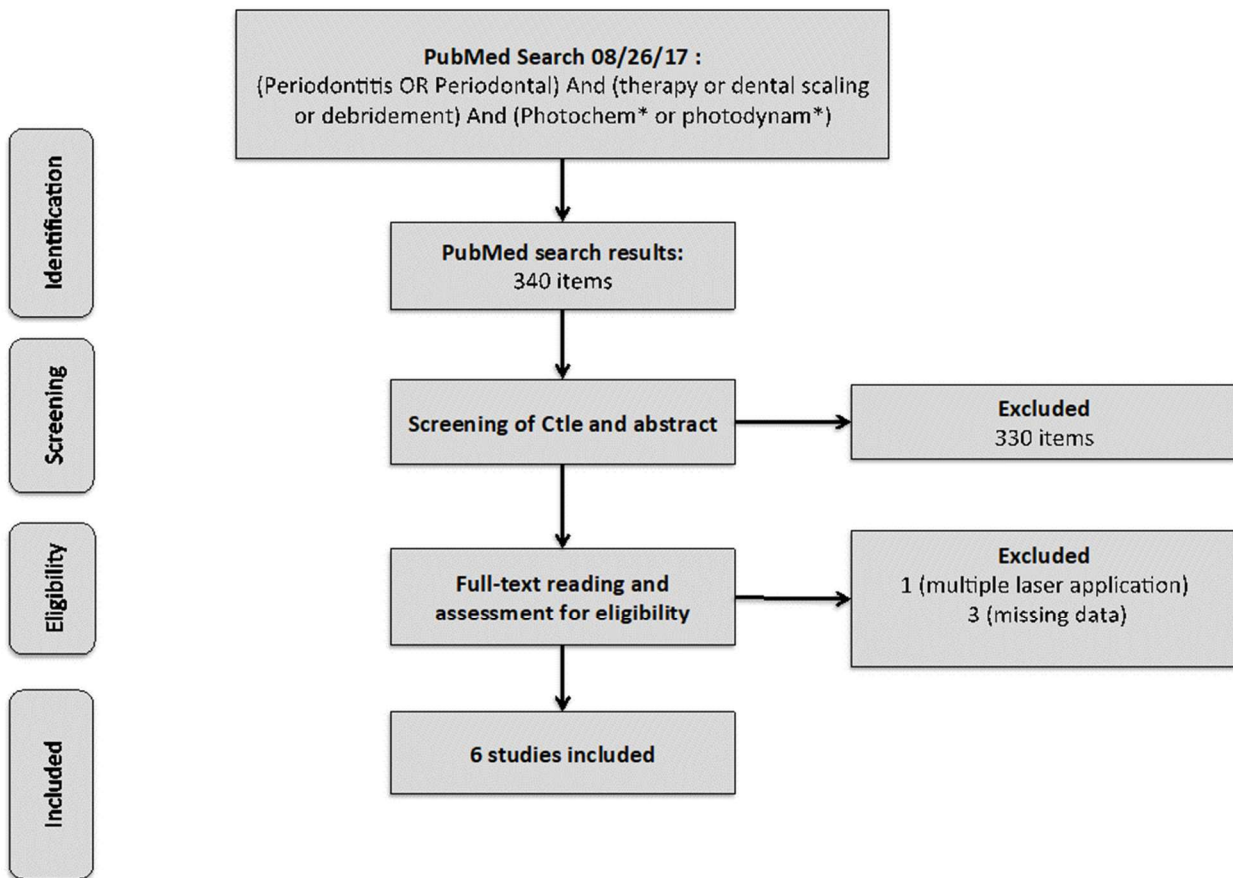 PubMed Search 08/26/17 :
(Periodontitis OR Periodontal) And (therapy or dental scaling
or debridement) And (Photochem* or photodynam*)
Identification
PubMed search results:
340 items
Screening
Screening of Ctle and abstract
Excluded
330 items
Eligibility
Full-text reading and
assessment for eligibility
Excluded
1 (multiple laser application)
3 (missing data)
Included
6 studies included